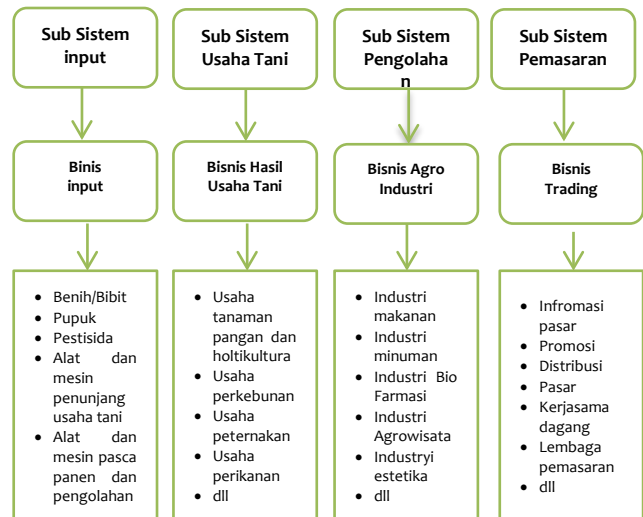 Sub Sistem
input
Sub Sistem
Usaha Tani
Sub Sistem
Pengolaha
n
Sub Sistem
Pemasaran
Binis
input
Bisnis Hasil
Usaha Tani
Bisnis Agro
Industri
Bisnis
Trading
• Benih/Bibit
• Pupuk
• Pestisida
• Alat dan
mesin
penunjang
usaha tani
• Alat dan
mesin pasca
panen dan
pengolahan
• Usaha
tanaman
pangan dan
holtikultura
• Usaha
perkebunan
• Usaha
peternakan
• Usaha
perikanan
• dll
• Industri
makanan
• Industri
minuman
• Industri Bio
Farmasi
• Industri
Agrowisata
• Industryi
estetika
• dll
• Infromasi
pasar
• Promosi
• Distribusi
• Pasar
• Kerjasama
dagang
• Lembaga
pemasaran
• dll